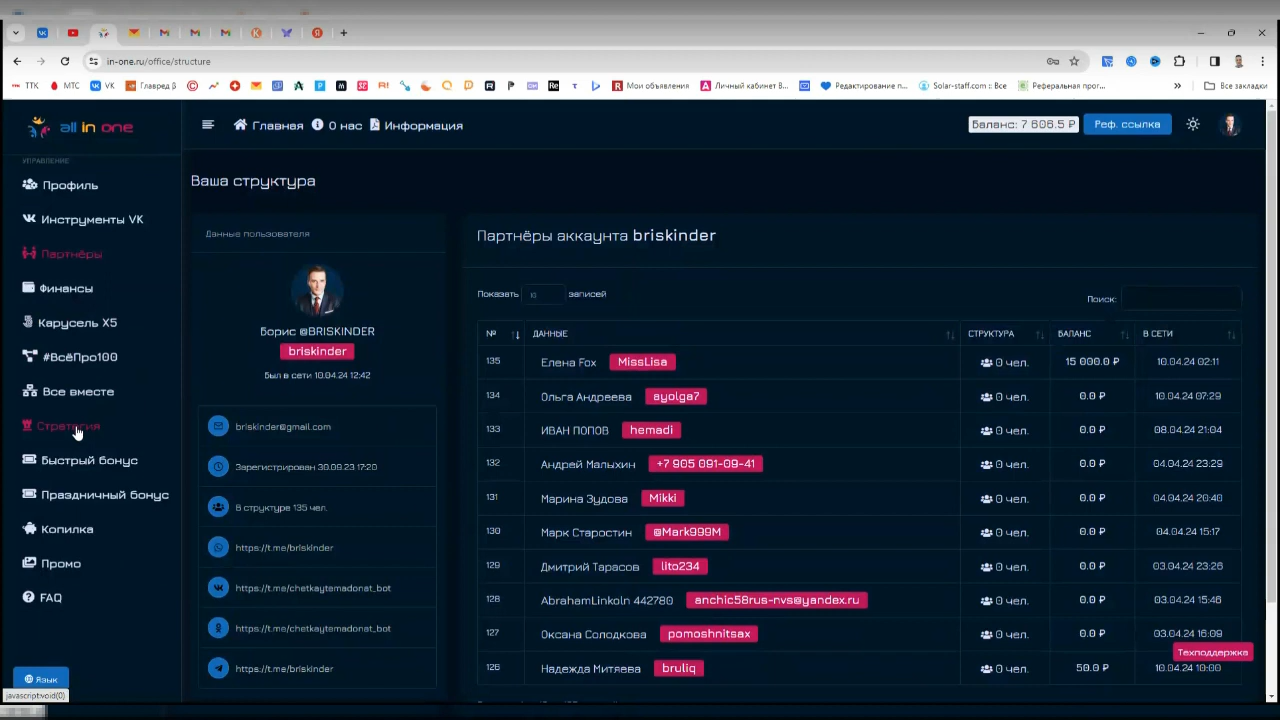 in-one.ru/office/structure
ТТК МТС VK Главред β Мои объявления Личный кабинет В... Редактирование п... Solar-staff.com :: Все Реферальная прог... Все закладки
all in one
Главная О нас Информация
Баланс: 7 606.5 ₽ Реф. ссылка
УПРАВЛЕНИЕ
Профиль
Инструменты VK
Партнёры
Финансы
Карусель X5
#ВсёПро100
Все вместе
Стратегия
Быстрый бонус
Праздничный бонус
Копилка
Промо
FAQ
Язык
javascript:void(0)
Ваша структура
Данные пользователя
Борис @BRISKINDER
briskinder
Был в сети 10.04.24 12:42
briskinder@gmail.com
Зарегистрирован 30.09.23 17:20
В структуре 135 чел.
https://t.me/briskinder
https://t.me/chetkaytemadonat_bot
https://t.me/chetkaytemadonat_bot
https://t.me/briskinder
Партнёры аккаунта briskinder
Показать 10 записей
Поиск:
№ ДАННЫЕ СТРУКТУРА БАЛАНС В СЕТИ
135 Елена Fox MissLisa 0 чел. 15 000.0 ₽ 10.04.24 02:11
134 Ольга Андреева ayolga7 0 чел. 0.0 ₽ 10.04.24 07:29
133 ИВАН ПОПОВ hemadi 0 чел. 0.0 ₽ 08.04.24 21:04
132 Андрей Малыхин +7 905 091-09-41 0 чел. 0.0 ₽ 04.04.24 23:29
131 Марина Зудова Mikki 0 чел. 0.0 ₽ 04.04.24 20:40
130 Марк Старостин @Mark999M 0 чел. 0.0 ₽ 04.04.24 15:17
129 Дмитрий Тарасов lito234 0 чел. 0.0 ₽ 03.04.24 23:26
128 AbrahamLinkoln 442780 anchic58rus-nvs@yandex.ru 0 чел. 0.0 ₽ 03.04.24 15:46
127 Оксана Солодкова pomoshnitsax 0 чел. 0.0 ₽ 03.04.24 16:09
126 Надежда Митяева bruliq 0 чел. 50.0 ₽ 10.04.24 10:00
Техподдержка